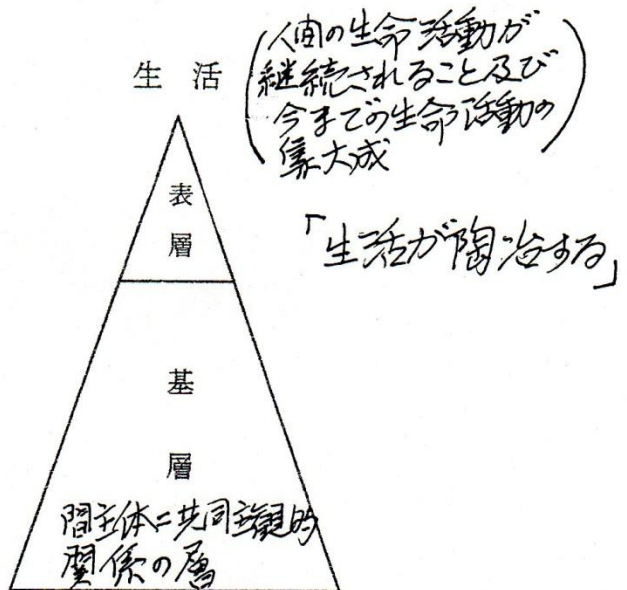 生活
(人間の生命活動が
継続されること及び
今までの生命活動の
集大成)
「生活が陶冶する」
表
層
基
層
間主体=共同主観的
関係の層